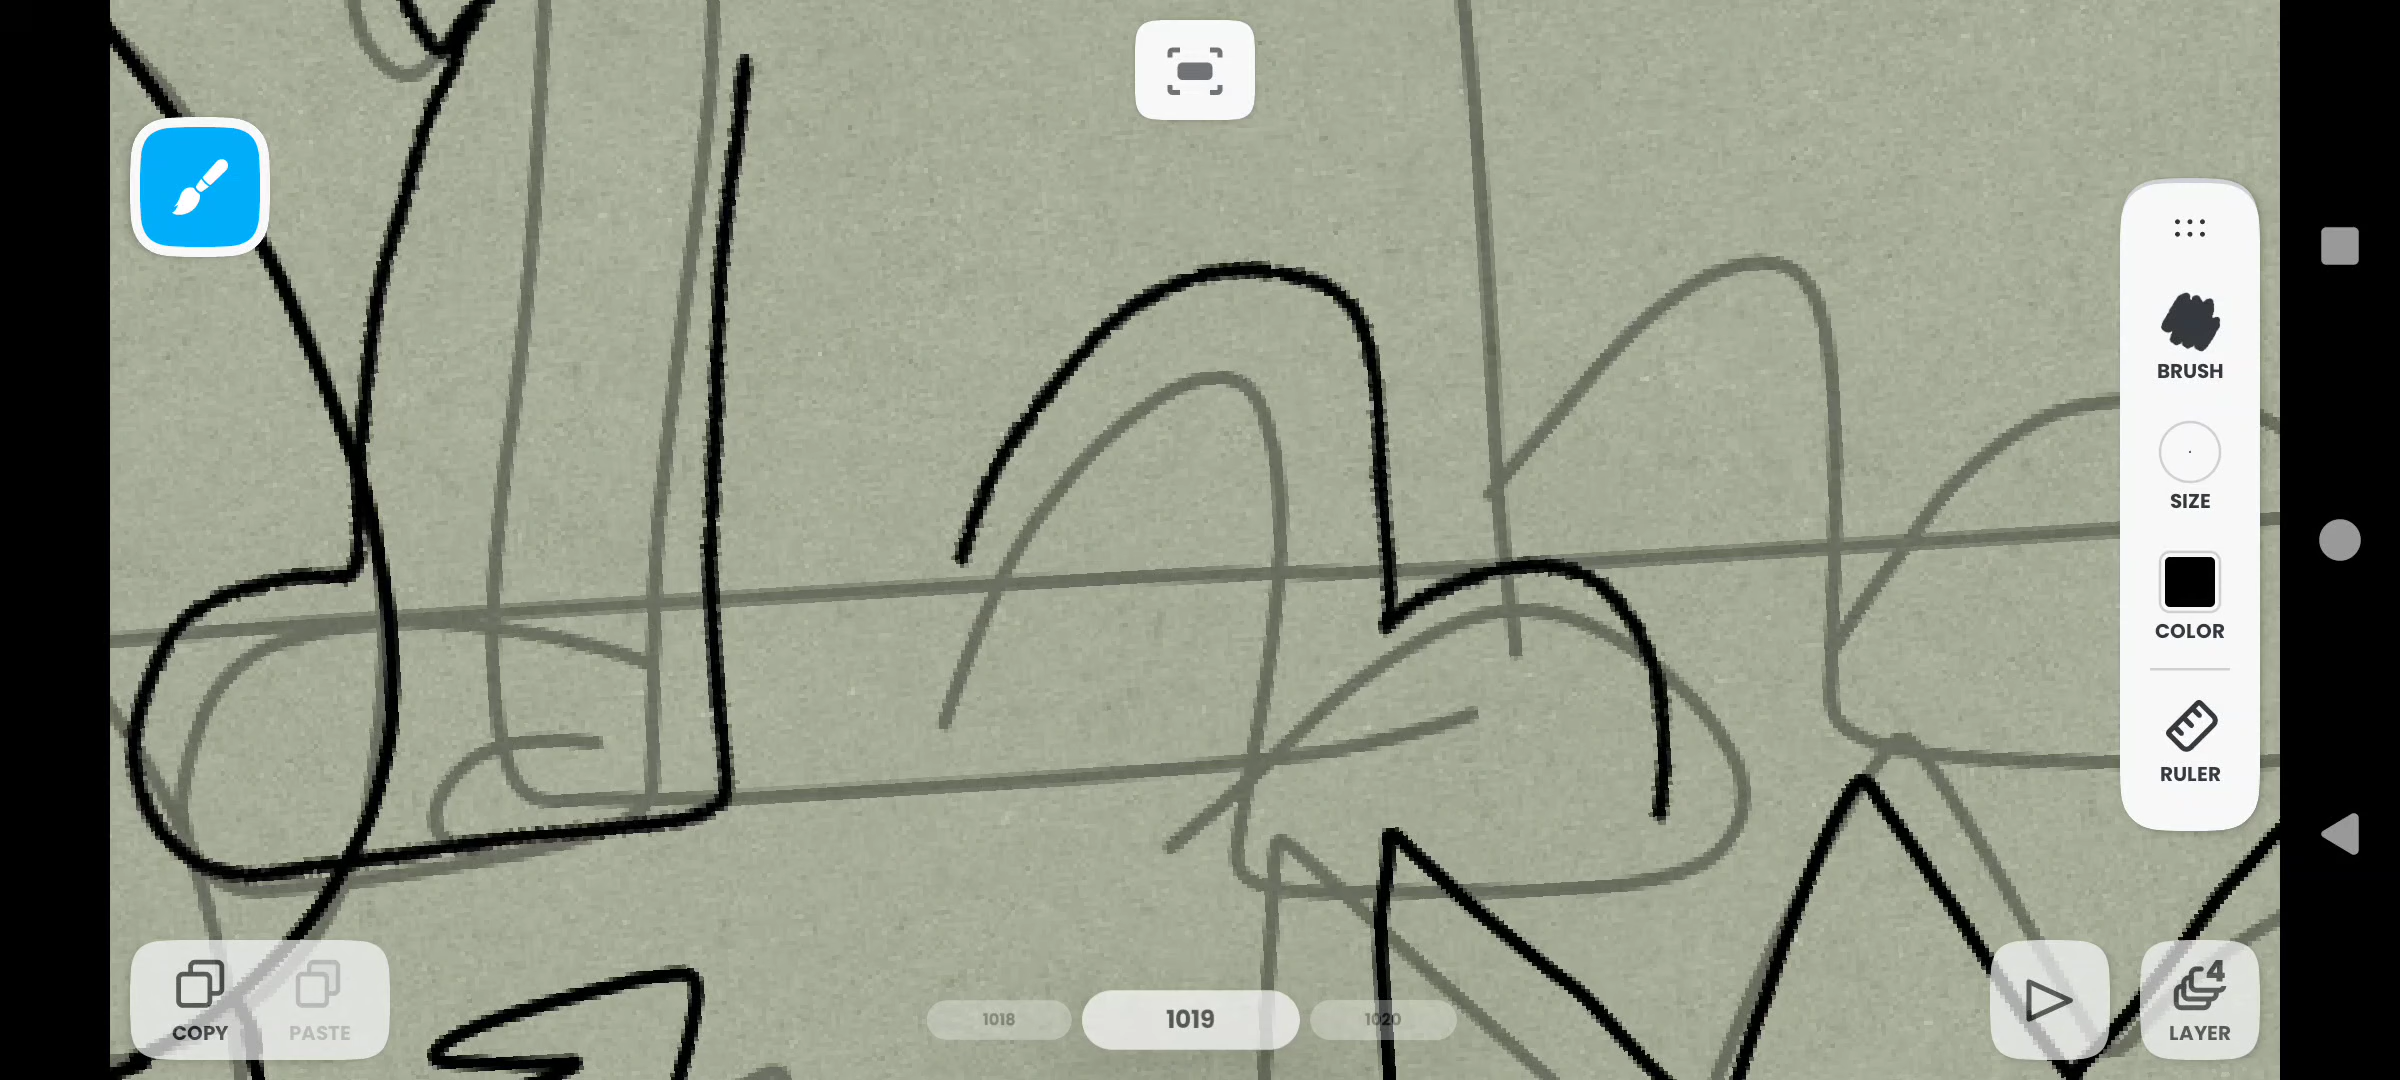 BRUSH
SIZE
COLOR
RULER
COPY
PASTE
1018
1019
1020
4
LAYER